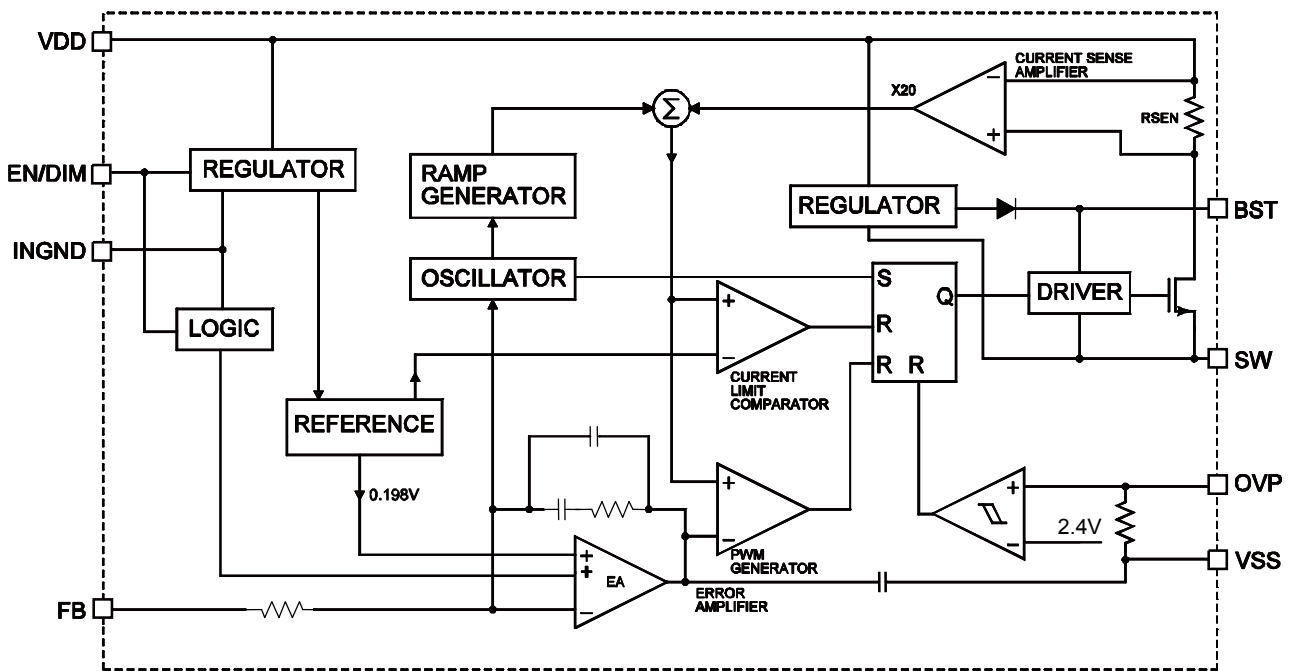 VDD
CURRENT SENSE
AMPLIFIER
X20
−
+
RSEN
Σ
EN/DIM
REGULATOR
RAMP
GENERATOR
REGULATOR
BST
INGND
OSCILLATOR
S
Q
DRIVER
LOGIC
+
R
−
R R
SW
CURRENT
LIMIT
COMPARATOR
REFERENCE
0.198V
+
−
PWM
GENERATOR
+
2.4V
−
OVP
VSS
+
+
EA
−
ERROR
AMPLIFIER
FB